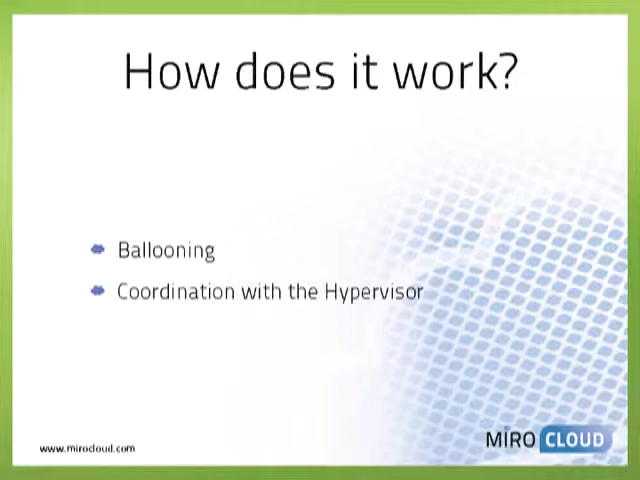 How does it work?
Ballooning
Coordination with the Hypervisor
www.mirocloud.com
MIRO CLOUD